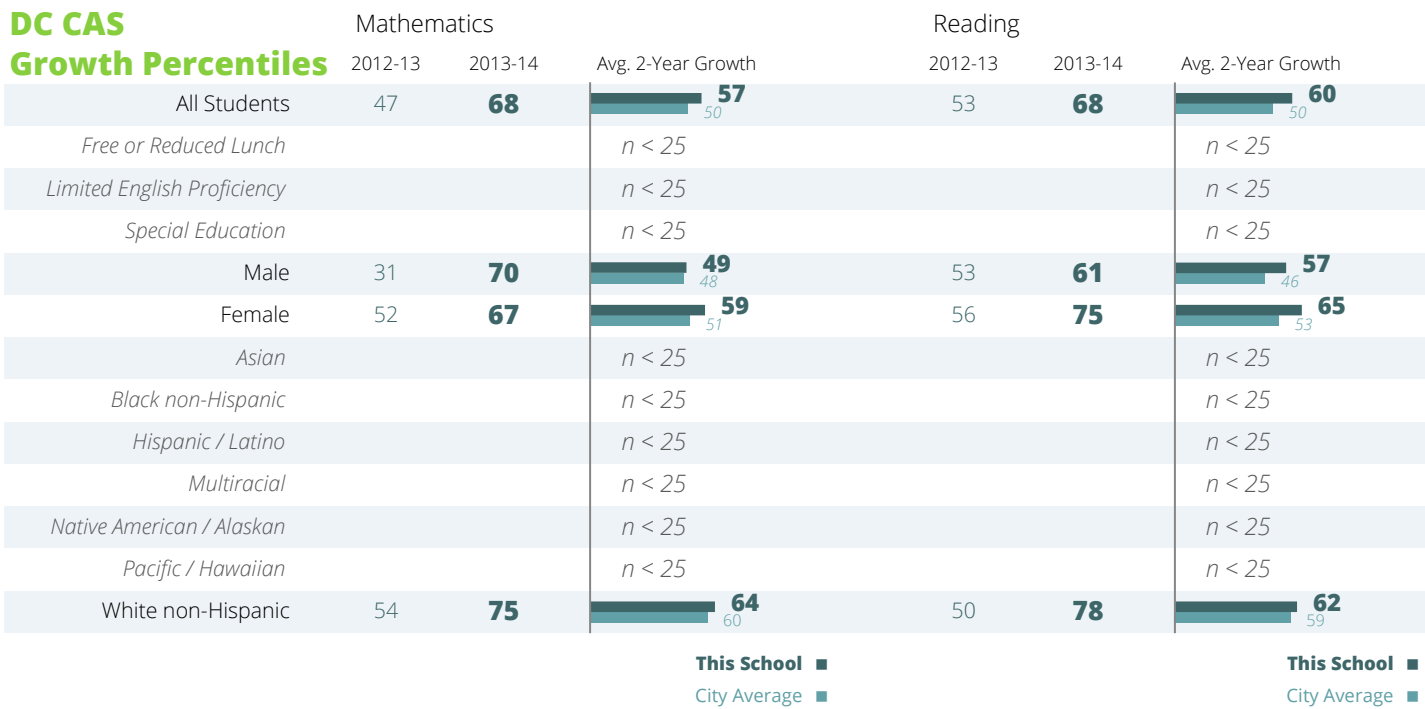 DC CAS
Growth Percentiles
Mathematics Reading
2012-13 2013-14 Avg. 2-Year Growth 2012-13 2013-14 Avg. 2-Year Growth
All Students 47 68 57 50 53 68 60 50
Free or Reduced Lunch n < 25 n < 25
Limited English Proficiency n < 25 n < 25
Special Education n < 25 n < 25
Male 31 70 49 48 53 61 57 46
Female 52 67 59 51 56 75 65 53
Asian n < 25 n < 25
Black non-Hispanic n < 25 n < 25
Hispanic / Latino n < 25 n < 25
Multiracial n < 25 n < 25
Native American / Alaskan n < 25 n < 25
Pacific / Hawaiian n < 25 n < 25
White non-Hispanic 54 75 64 60 50 78 62 59
This School This School
City Average City Average